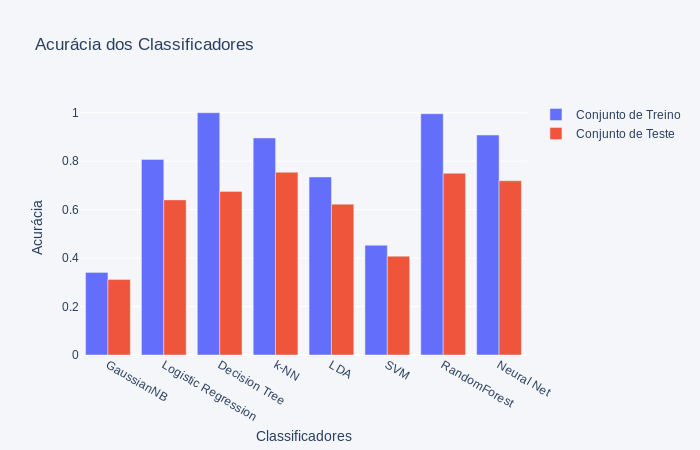 Acurácia dos Classificadores
Conjunto de Treino
Conjunto de Teste
Acurácia
1
0.8
0.6
0.4
0.2
0
GaussianNB
Logistic Regression
Decision Tree
k-NN
LDA
SVM
RandomForest
Neural Net
Classificadores